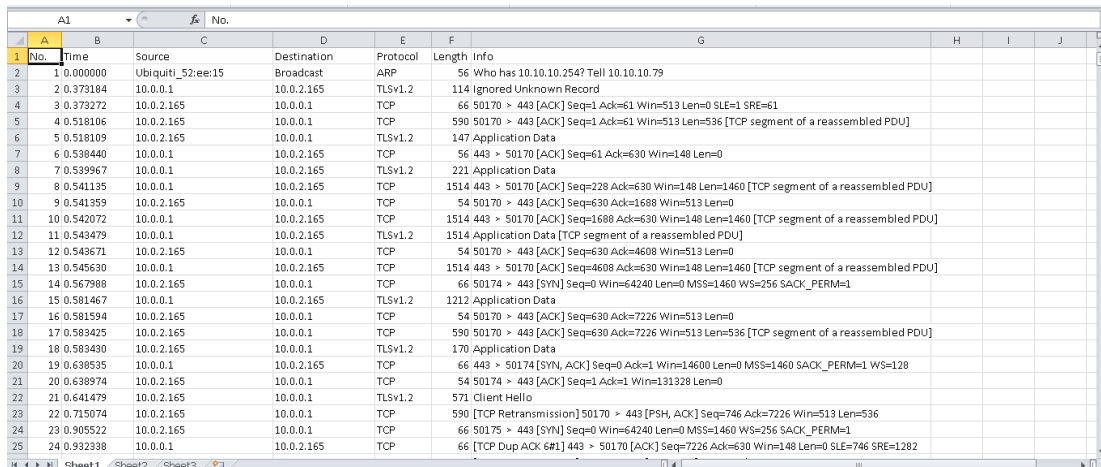 A1 fx No.
A B C D E F G H I J
1 No. Time Source Destination Protocol Length Info
2 1 0.000000 Ubiquiti_52:ee:15 Broadcast ARP 56 Who has 10.10.10.254? Tell 10.10.10.79
3 2 0.373184 10.0.0.1 10.0.2.165 TLSv1.2 114 Ignored Unknown Record
4 3 0.373272 10.0.0.1 10.0.2.165 TCP 66 50170 > 443 [ACK] Seq=1 Ack=61 Win=513 Len=0 SLE=1 SRE=61
5 4 0.518106 10.0.2.165 10.0.0.1 TCP 590 50170 > 443 [ACK] Seq=1 Ack=61 Win=513 Len=536 [TCP segment of a reassembled PDU]
6 5 0.518109 10.0.2.165 10.0.0.1 TLSv1.2 147 Application Data
7 6 0.538440 10.0.0.1 10.0.2.165 TCP 56 443 > 50170 [ACK] Seq=61 Ack=630 Win=148 Len=0
8 7 0.539967 10.0.0.1 10.0.2.165 TLSv1.2 221 Application Data
9 8 0.541135 10.0.0.1 10.0.2.165 TCP 1514 443 > 50170 [ACK] Seq=228 Ack=630 Win=148 Len=1460 [TCP segment of a reassembled PDU]
10 9 0.541359 10.0.2.165 10.0.0.1 TCP 54 50170 > 443 [ACK] Seq=630 Ack=1688 Win=513 Len=0
11 10 0.542072 10.0.0.1 10.0.2.165 TCP 1514 443 > 50170 [ACK] Seq=1688 Ack=630 Win=148 Len=1460 [TCP segment of a reassembled PDU]
12 11 0.543479 10.0.0.1 10.0.2.165 TLSv1.2 1514 Application Data [TCP segment of a reassembled PDU]
13 12 0.543671 10.0.2.165 10.0.0.1 TCP 54 50170 > 443 [ACK] Seq=630 Ack=4608 Win=513 Len=0
14 13 0.545630 10.0.0.1 10.0.2.165 TCP 1514 443 > 50170 [ACK] Seq=4608 Ack=630 Win=148 Len=1460 [TCP segment of a reassembled PDU]
15 14 0.567988 10.0.2.165 10.0.0.1 TCP 66 50174 > 443 [SYN] Seq=0 Win=64240 Len=0 MSS=1460 WS=256 SACK_PERM=1
16 15 0.581467 10.0.0.1 10.0.2.165 TLSv1.2 1212 Application Data
17 16 0.581594 10.0.2.165 10.0.0.1 TCP 54 50170 > 443 [ACK] Seq=630 Ack=7226 Win=513 Len=0
18 17 0.583425 10.0.2.165 10.0.0.1 TCP 590 50170 > 443 [ACK] Seq=630 Ack=7226 Win=513 Len=536 [TCP segment of a reassembled PDU]
19 18 0.583430 10.0.2.165 10.0.0.1 TLSv1.2 170 Application Data
20 19 0.638535 10.0.0.1 10.0.2.165 TCP 66 443 > 50174 [SYN, ACK] Seq=0 Ack=1 Win=14600 Len=0 MSS=1460 SACK_PERM=1 WS=128
21 20 0.638974 10.0.2.165 10.0.0.1 TCP 54 50174 > 443 [ACK] Seq=1 Ack=1 Win=131328 Len=0
22 21 0.641479 10.0.2.165 10.0.0.1 TLSv1.2 571 Client Hello
23 22 0.715074 10.0.2.165 10.0.0.1 TCP 590 [TCP Retransmission] 50170 > 443 [PSH, ACK] Seq=746 Ack=7226 Win=513 Len=536
24 23 0.905522 10.0.2.165 10.0.0.1 TCP 66 50175 > 443 [SYN] Seq=0 Win=64240 Len=0 MSS=1460 WS=256 SACK_PERM=1
25 24 0.932338 10.0.0.1 10.0.2.165 TCP 66 [TCP Dup ACK 6#1] 443 > 50170 [ACK] Seq=7226 Ack=630 Win=148 Len=0 SLE=746 SRE=1282
Sheet1 Sheet2 Sheet3